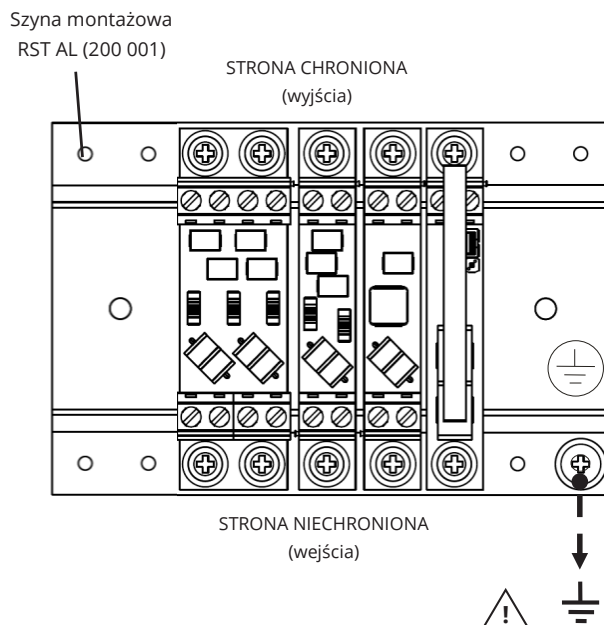 Szyna montażowa
RST AL (200 001)
STRONA CHRONIONA
(wyjścia)
STRONA NIECHRONIONA
(wejścia)
!